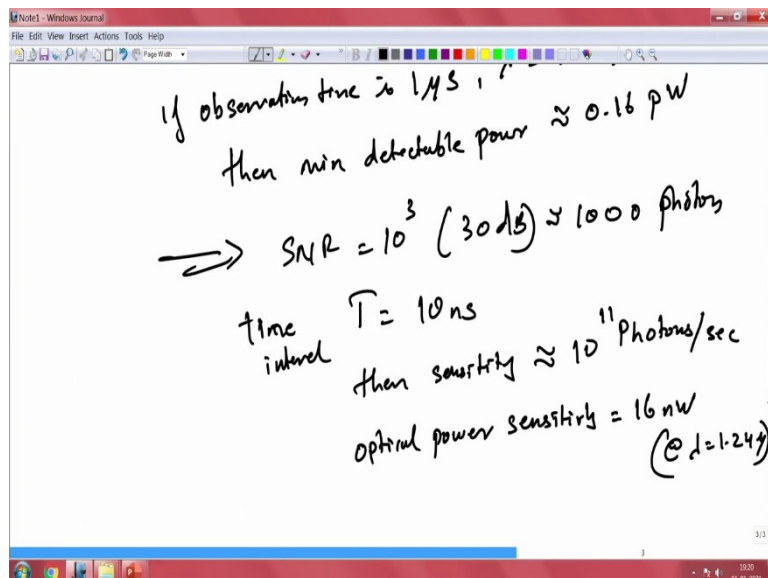 Note1 - Windows Journal
File Edit View Insert Actions Tools Help
Page Width
B I
if observation time is 1μs,
then min detectable power ≈ 0.16 pW
⇒ SNR = 10³ (30dB) ≈ 1000 photons
time interval T = 10ns
then sensitivity ≈ 10¹¹ Photons/sec
optical power sensitivity = 16nW
(@ λ=1.24μ)
3/3
3
19:20